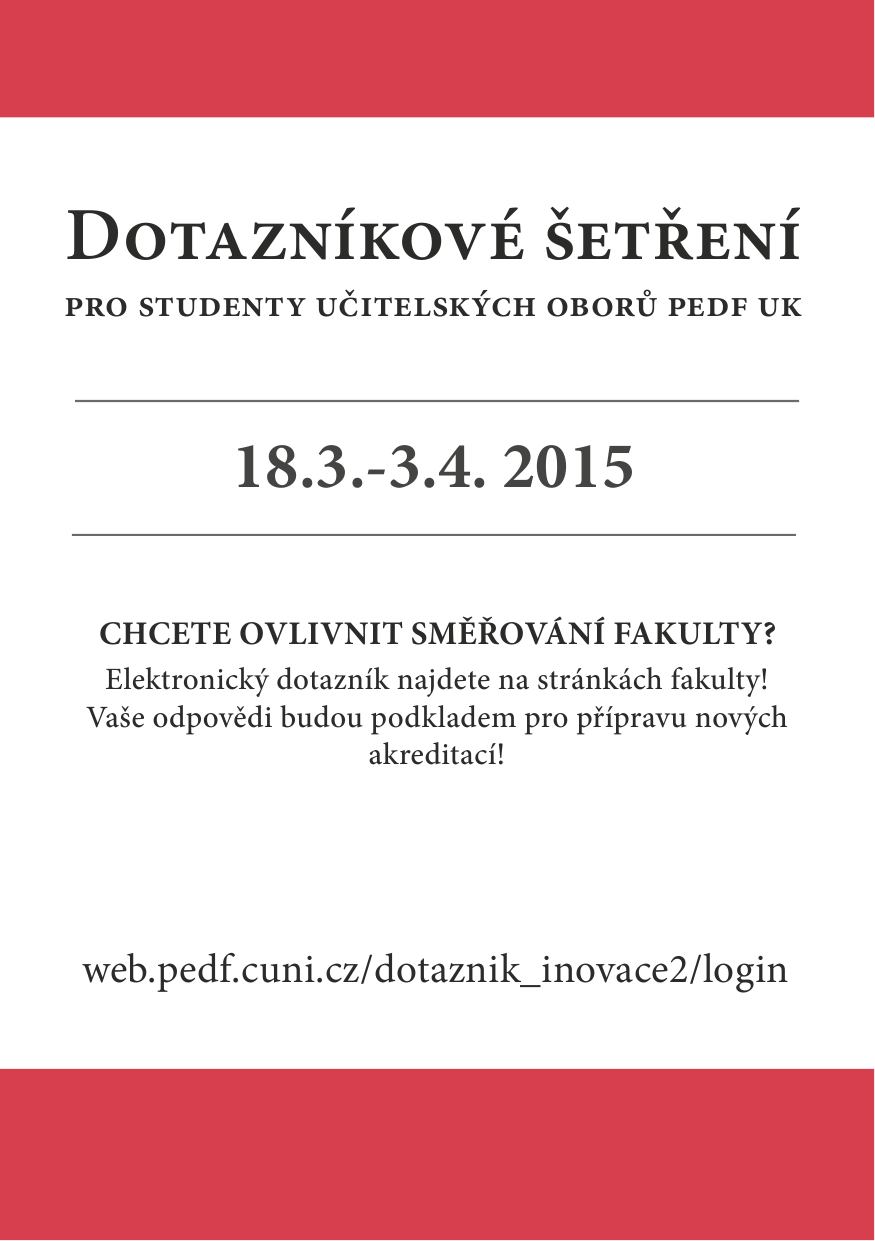 Dotazníkové šetření
pro studenty učitelských oborů PedF UK
18.3.-3.4. 2015
CHCETE OVLIVNIT SMĚŘOVÁNÍ FAKULTY?
Elektronický dotazník najdete na stránkách fakulty!
Vaše odpovědi budou podkladem pro přípravu nových
akreditací!
web.pedf.cuni.cz/dotaznik_inovace2/login